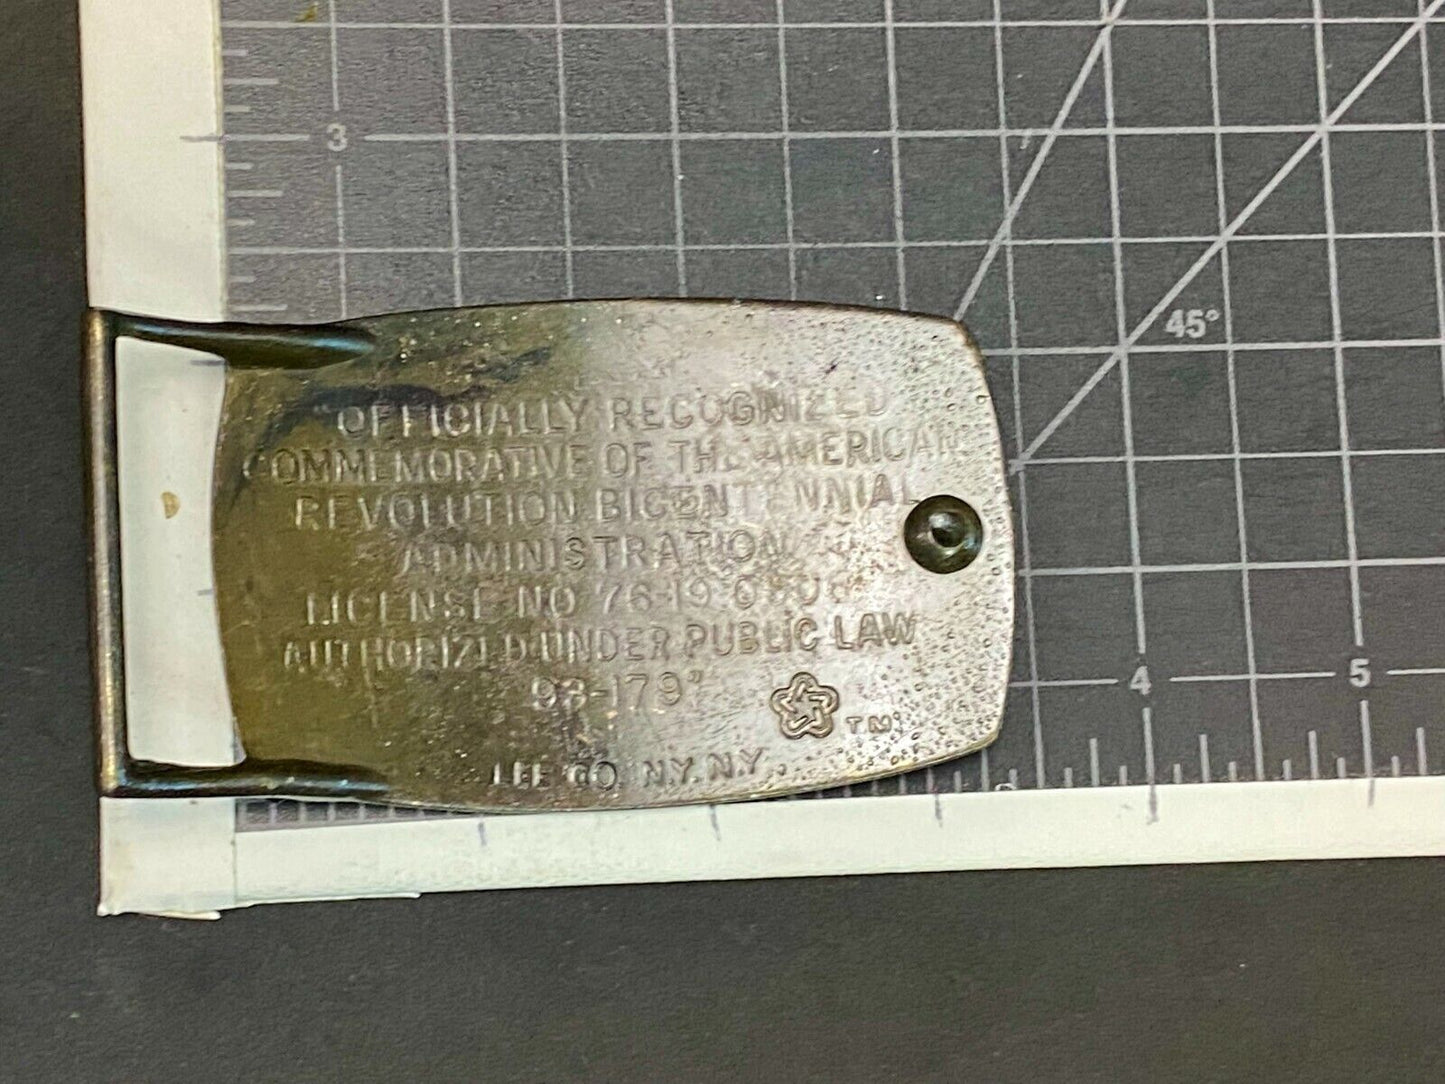 3
45°
"OFFICIALLY RECOGNIZED
COMMEMORATIVE OF THE AMERICAN
REVOLUTION BICENTENNIAL
ADMINISTRATION
LICENSE NO 76-19
AUTHORIZED UNDER PUBLIC LAW
93-179"
TM
LEE CO. N.Y. N.Y.
4
5